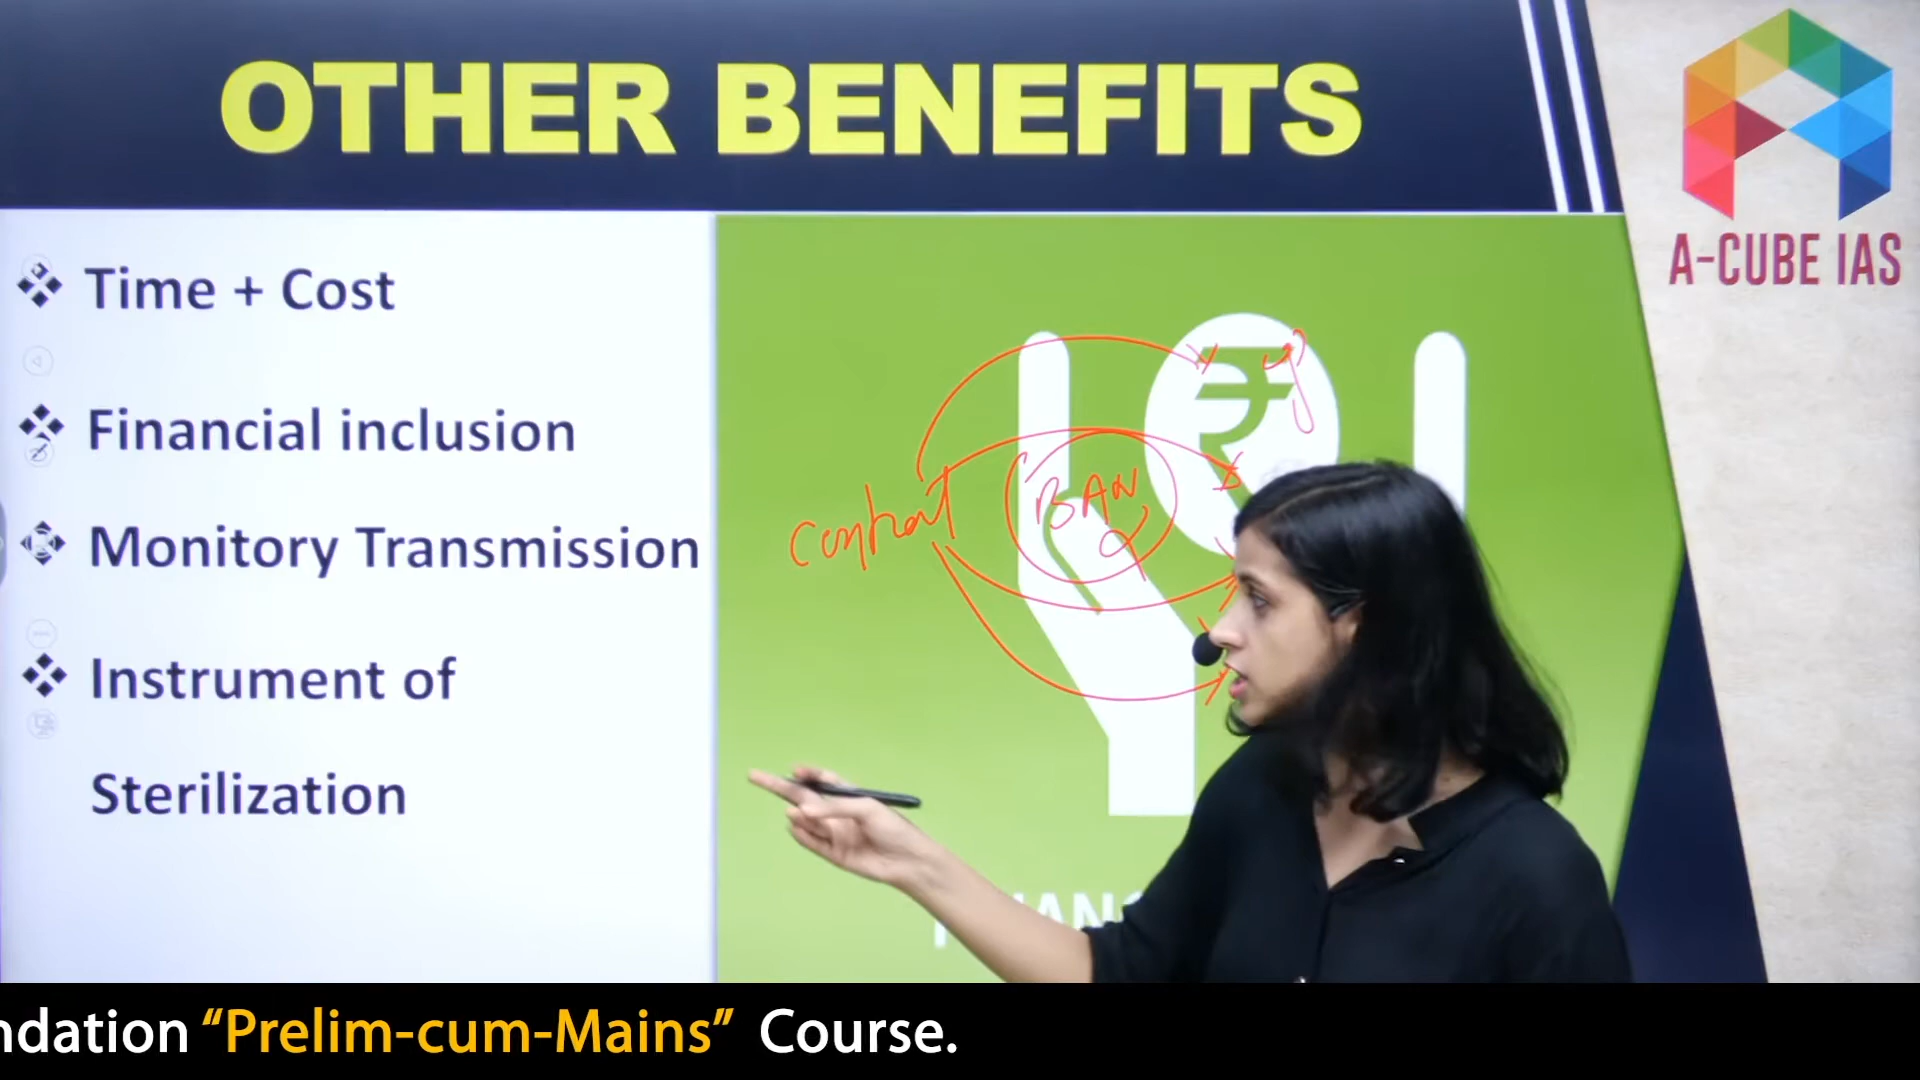 OTHER BENEFITS
A-CUBE IAS
Time + Cost
Financial inclusion
Monitory Transmission
Instrument of
Sterilization
BAN
ndation “Prelim-cum-Mains” Course.